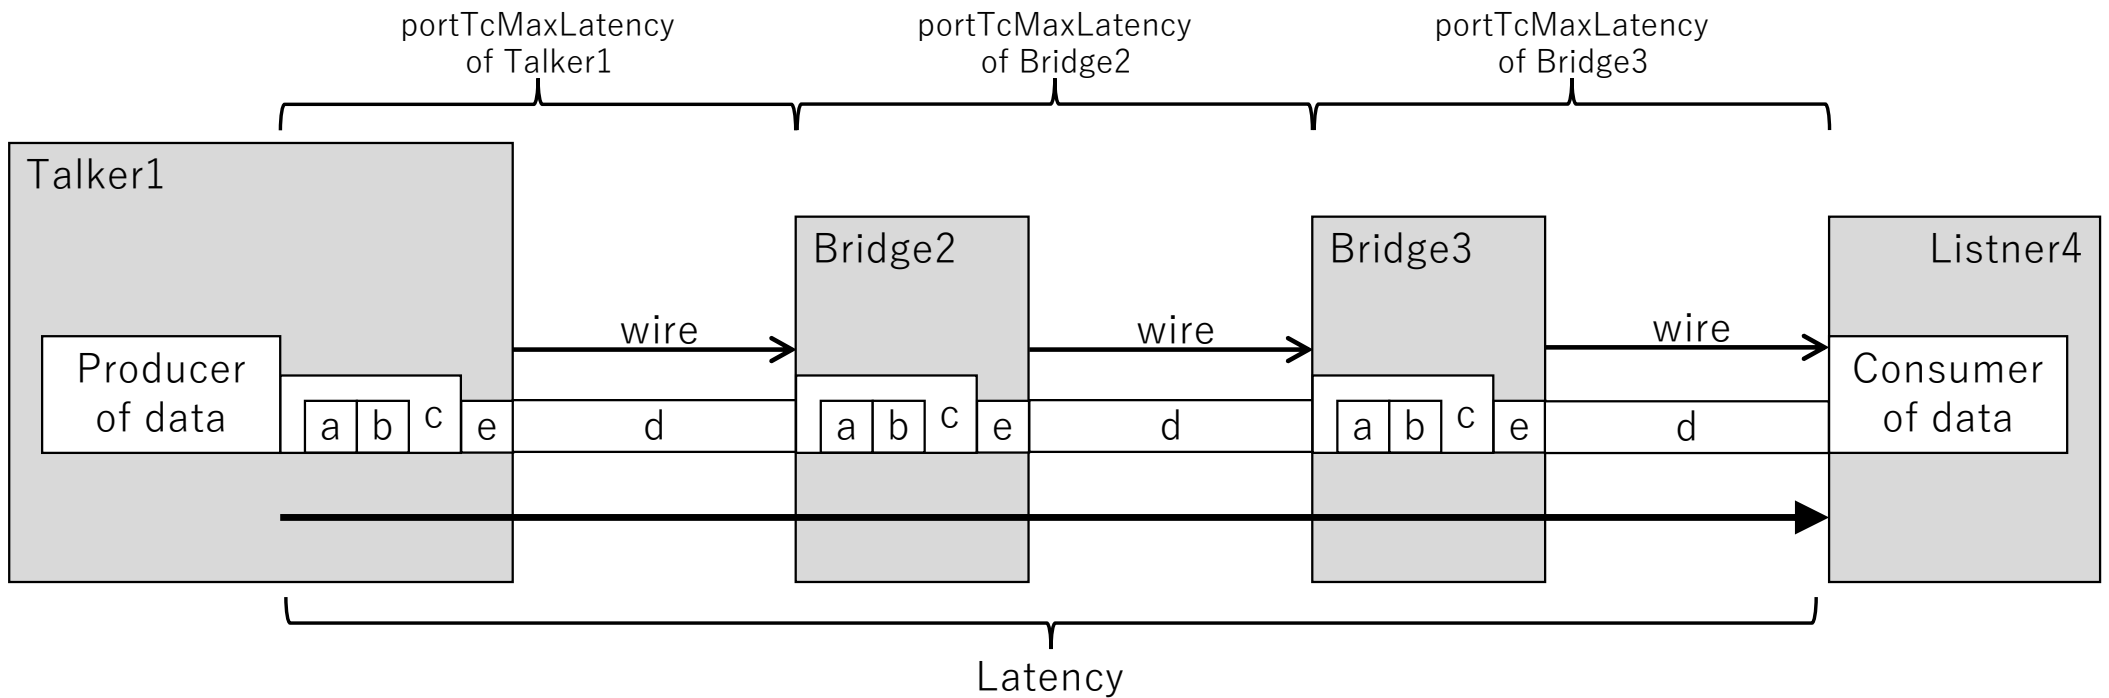 portTcMaxLatency
of Talker1
portTcMaxLatency
of Bridge2
portTcMaxLatency
of Bridge3
Talker1
Bridge2
Bridge3
Listner4
wire
wire
wire
Producer
of data
a b c e
d
a b c e
d
a b c e
d
Consumer
of data
Latency